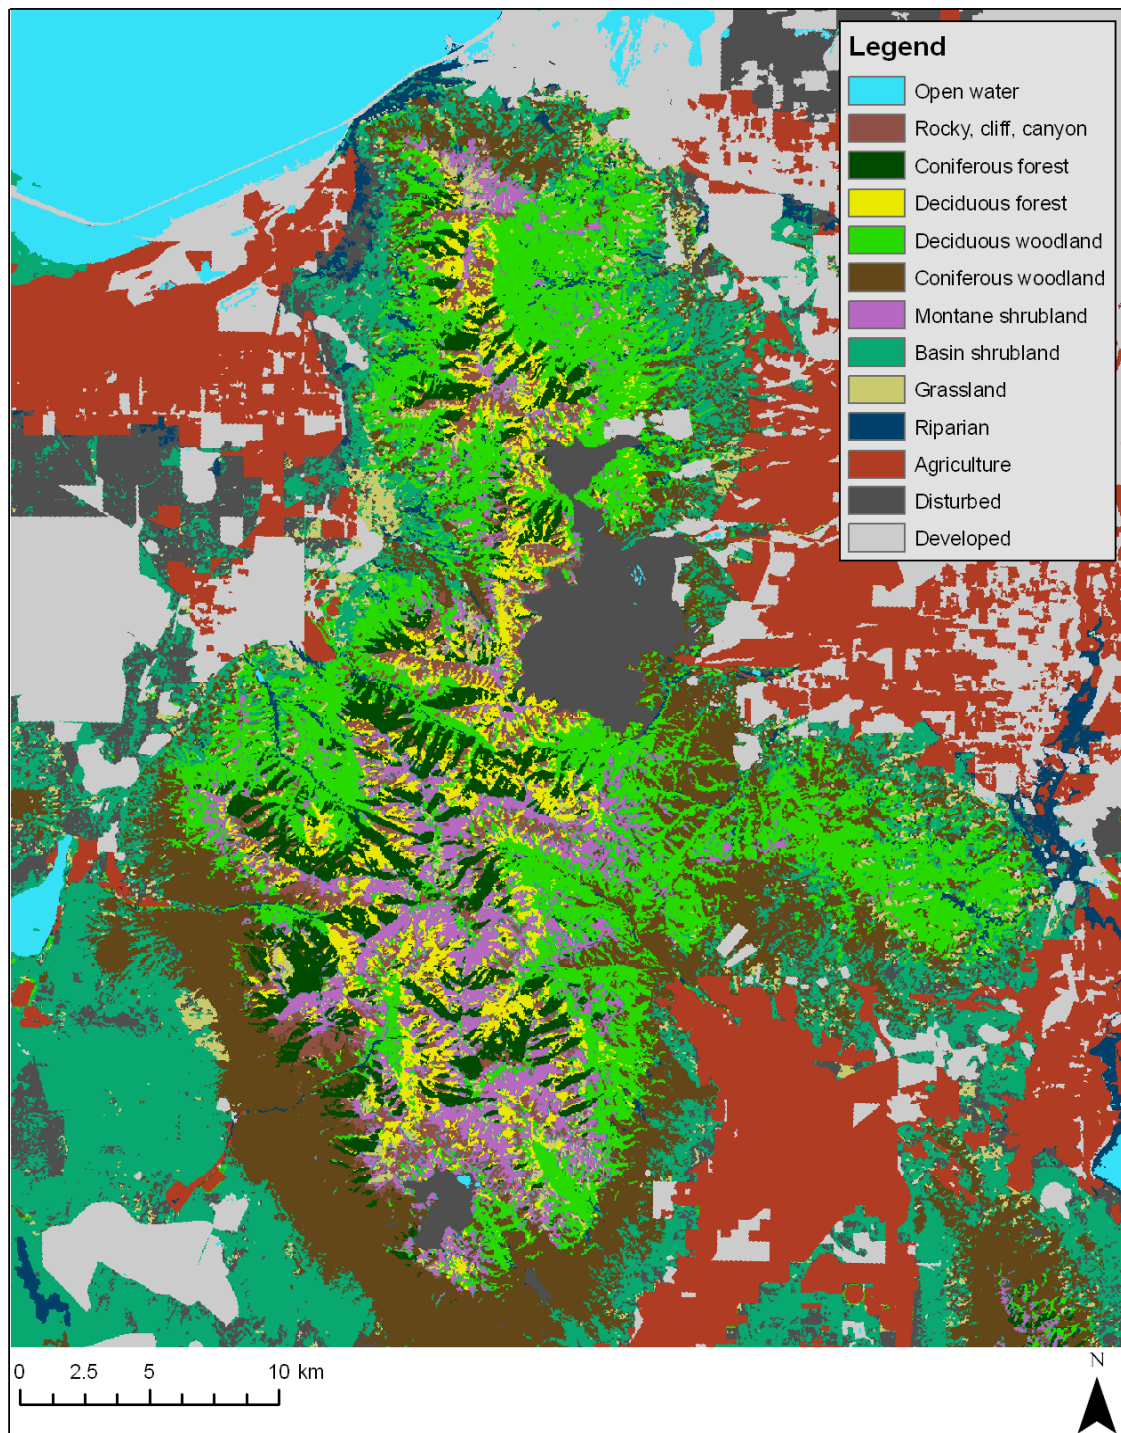 Legend
Open water
Rocky, cliff, canyon
Coniferous forest
Deciduous forest
Deciduous woodland
Coniferous woodland
Montane shrubland
Basin shrubland
Grassland
Riparian
Agriculture
Disturbed
Developed
0 2.5 5 10 km
N